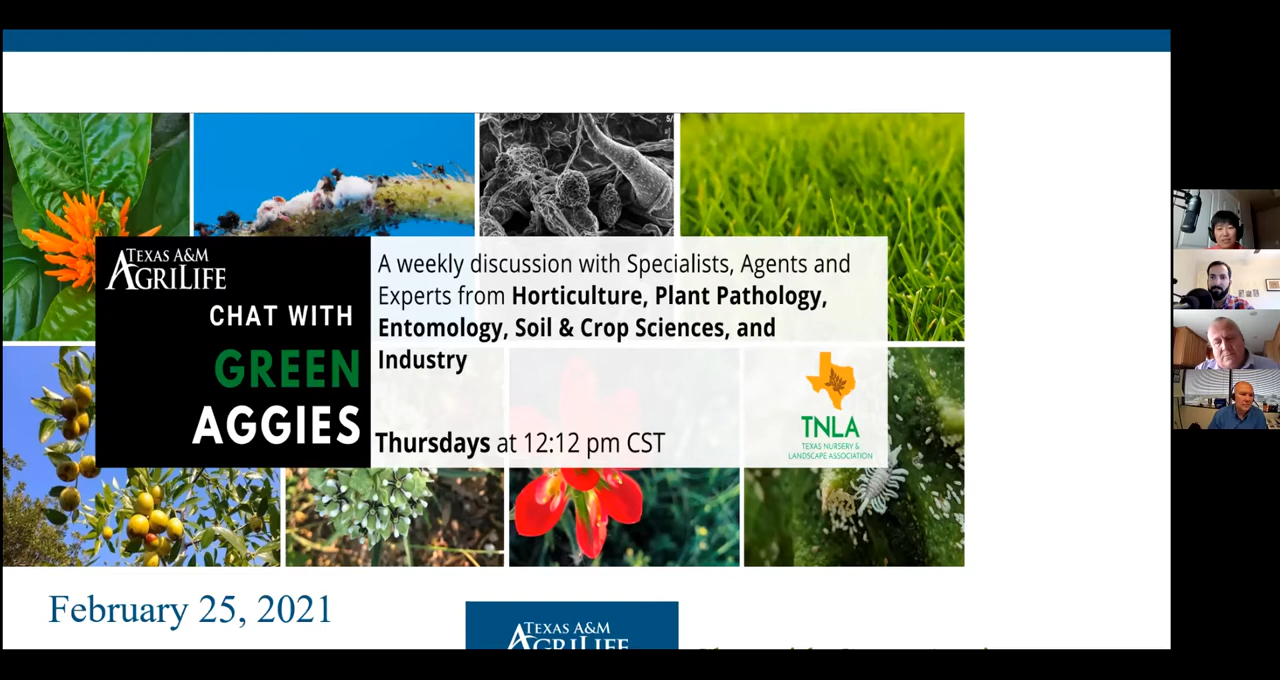 5/
TEXAS A&M
AGRILIFE
CHAT WITH
GREEN
AGGIES
A weekly discussion with Specialists, Agents and
Experts from Horticulture, Plant Pathology,
Entomology, Soil & Crop Sciences, and
Industry
Thursdays at 12:12 pm CST
TNLA
TEXAS NURSERY &
LANDSCAPE ASSOCIATION
February 25, 2021
TEXAS A&M
AGRILIFE